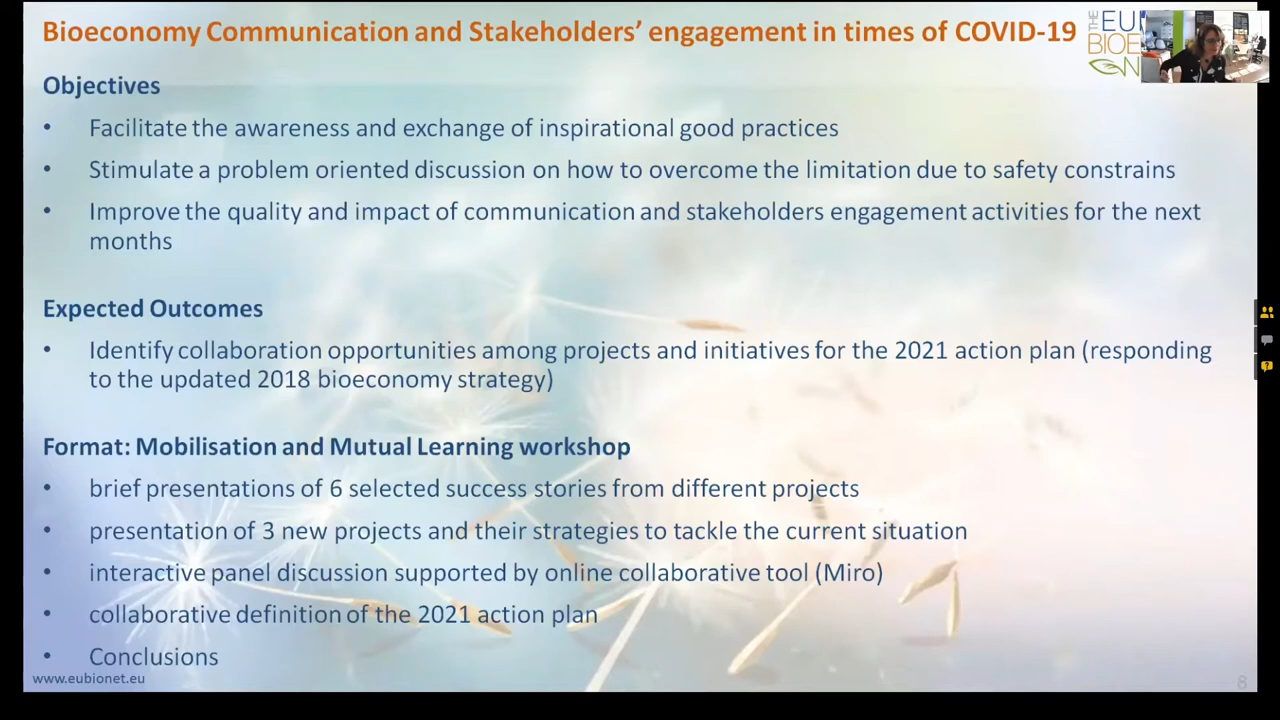 Bioeconomy Communication and Stakeholders’ engagement in times of COVID-19
THE
EU
BIOE
N
Objectives
• Facilitate the awareness and exchange of inspirational good practices
• Stimulate a problem oriented discussion on how to overcome the limitation due to safety constrains
• Improve the quality and impact of communication and stakeholders engagement activities for the next
months
Expected Outcomes
• Identify collaboration opportunities among projects and initiatives for the 2021 action plan (responding
to the updated 2018 bioeconomy strategy)
Format: Mobilisation and Mutual Learning workshop
• brief presentations of 6 selected success stories from different projects
• presentation of 3 new projects and their strategies to tackle the current situation
• interactive panel discussion supported by online collaborative tool (Miro)
• collaborative definition of the 2021 action plan
• Conclusions
www.eubionet.eu
8